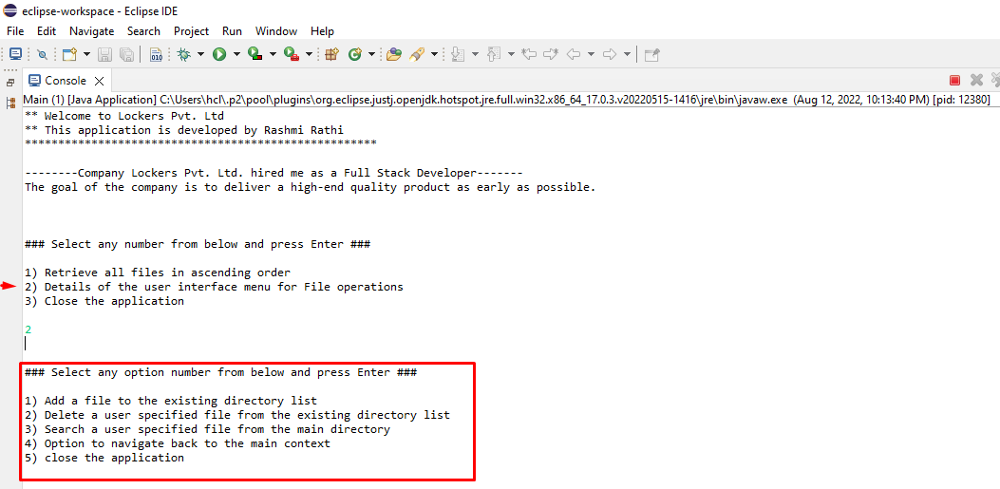 eclipse-workspace - Eclipse IDE
File Edit Navigate Search Project Run Window Help
010
Console
Main (1) [Java Application] C:\Users\hcl\.p2\pool\plugins\org.eclipse.justj.openjdk.hotspot.jre.full.win32.x86_64_17.0.3.v20220515-1416\jre\bin\javaw.exe (Aug 12, 2022, 10:13:40 PM) [pid: 12380]
** Welcome to Lockers Pvt. Ltd
** This application is developed by Rashmi Rathi
*****************************************************
--------Company Lockers Pvt. Ltd. hired me as a Full Stack Developer-------
The goal of the company is to deliver a high-end quality product as early as possible.
### Select any number from below and press Enter ###
1) Retrieve all files in ascending order
2) Details of the user interface menu for File operations
3) Close the application
2
### Select any option number from below and press Enter ###
1) Add a file to the existing directory list
2) Delete a user specified file from the existing directory list
3) Search a user specified file from the main directory
4) Option to navigate back to the main context
5) close the application